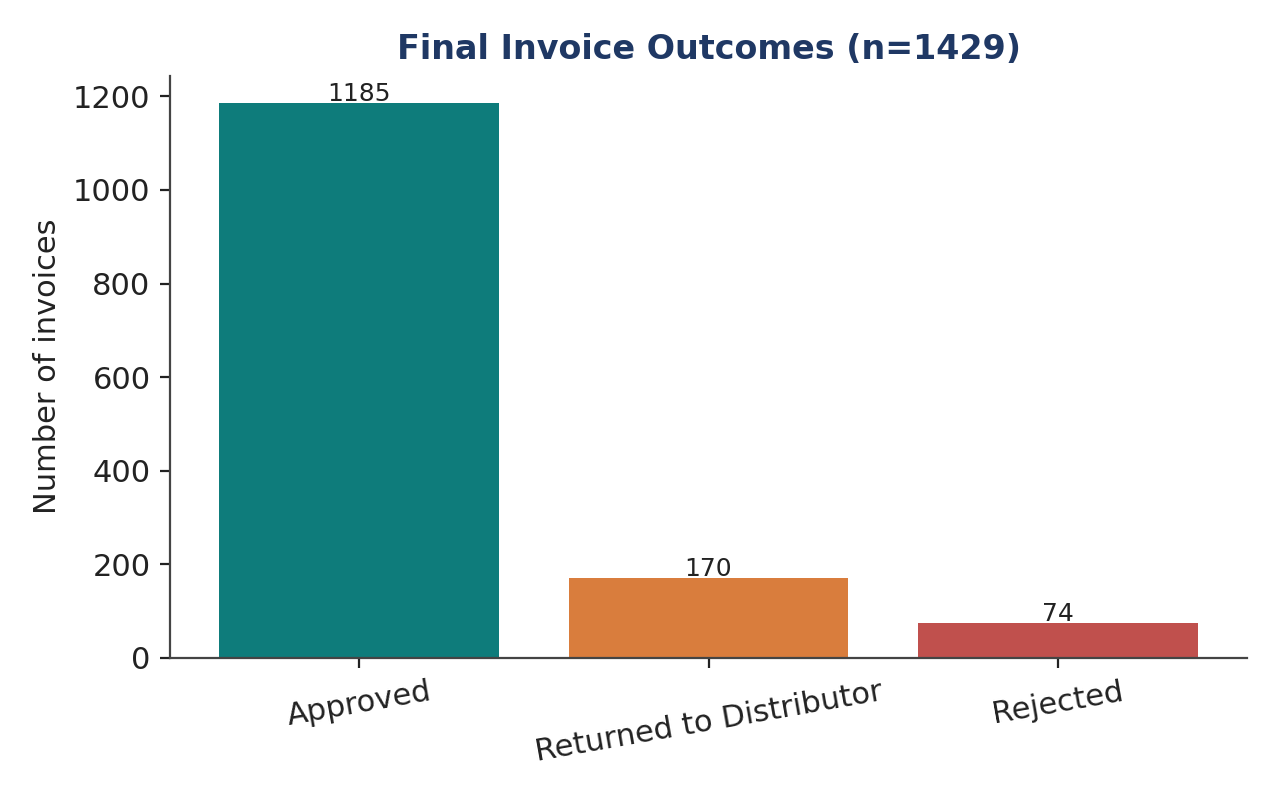 Final Invoice Outcomes (n=1429)
Number of invoices
1200
1000
800
600
400
200
0
1185
170
74
Approved
Returned to Distributor
Rejected